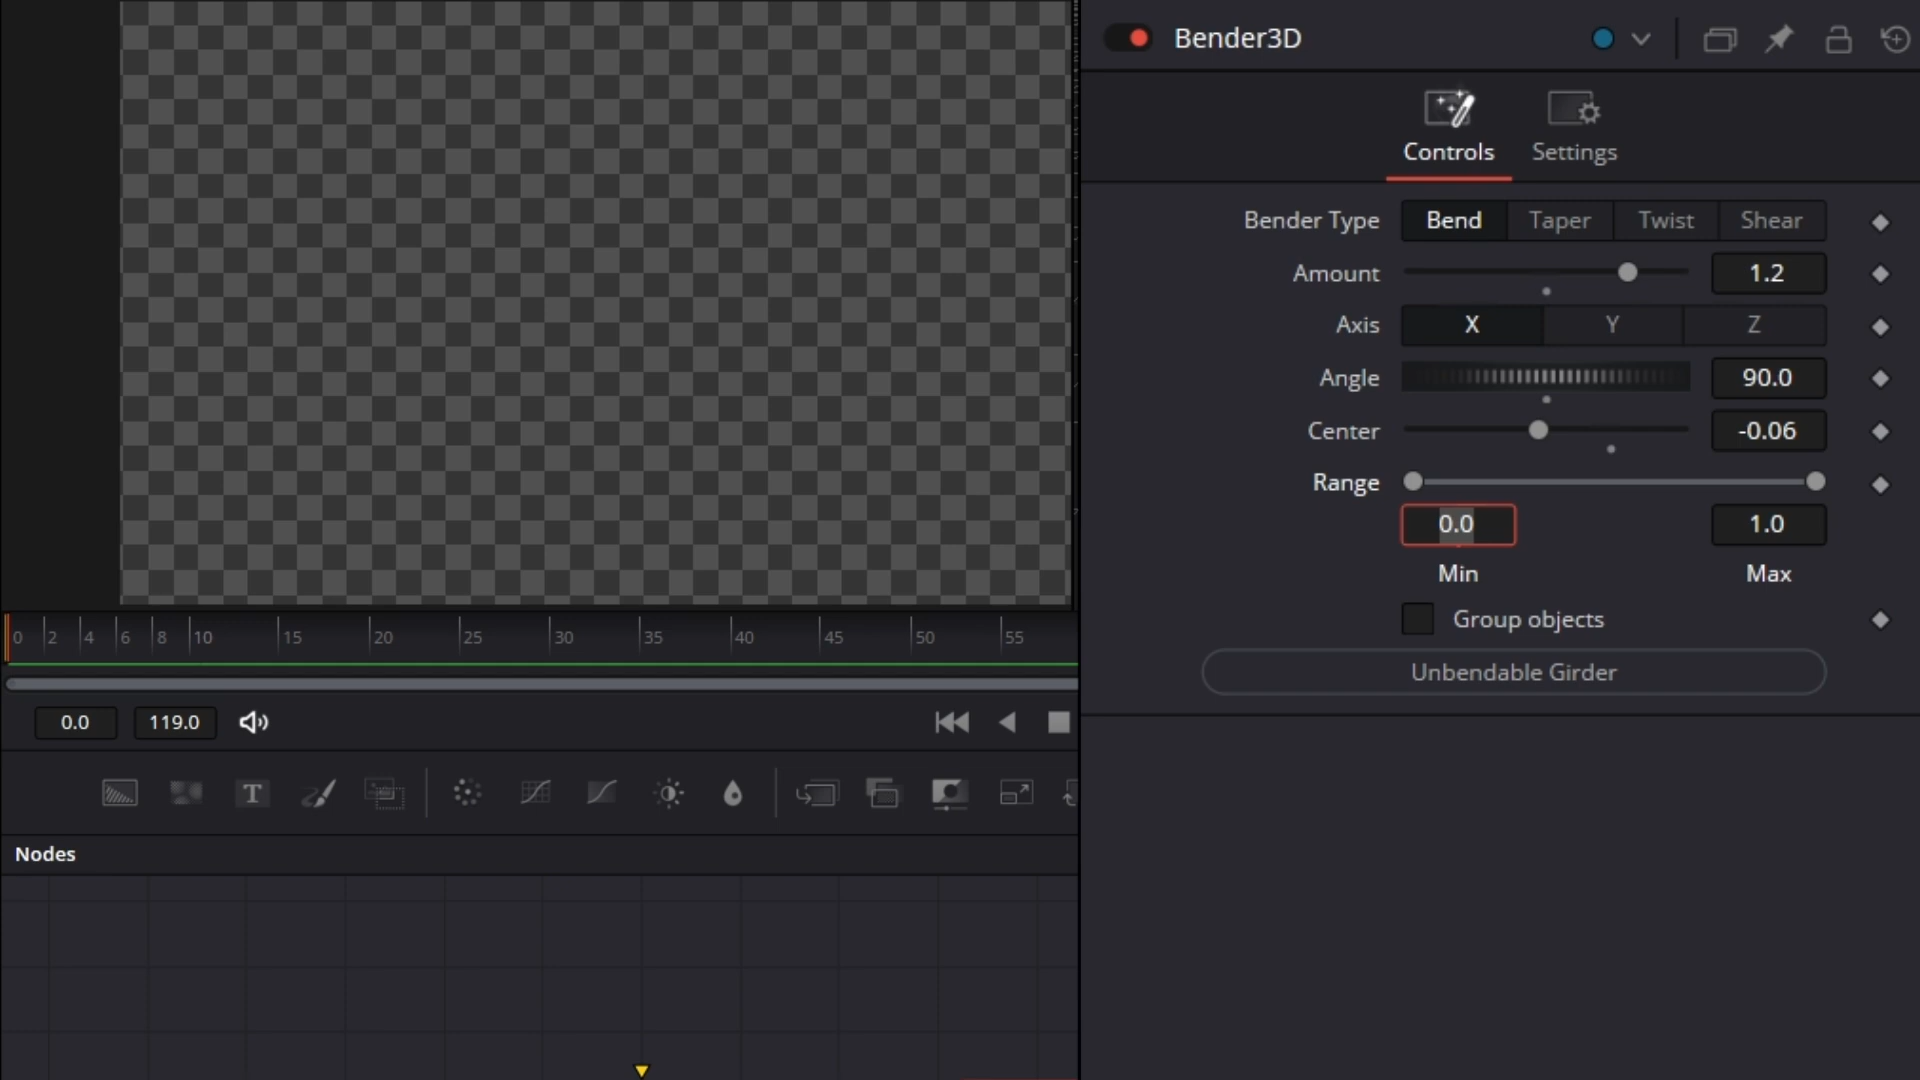 Bender3D
Controls Settings
Bender Type Bend Taper Twist Shear
Amount 1.2
Axis X Y Z
Angle 90.0
Center -0.06
Range
0.0 1.0
Min Max
Group objects
Unbendable Girder
0 2 4 6 8 10 15 20 25 30 35 40 45 50 55
0.0 119.0
T
Nodes